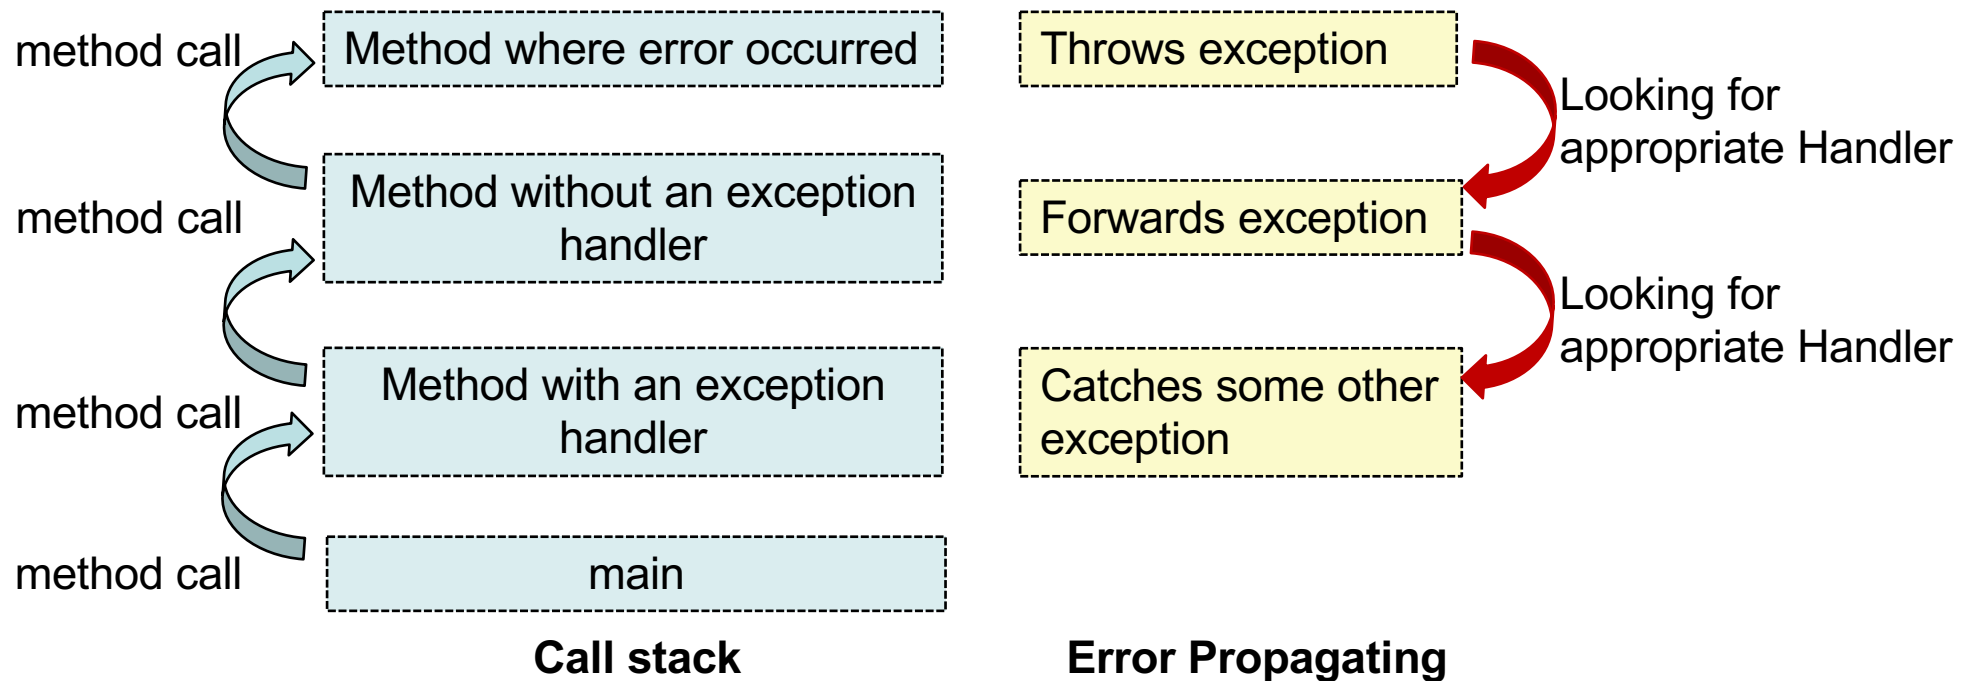 method call
Method where error occurred
Throws exception
Looking for
appropriate Handler
method call
Method without an exception
handler
Forwards exception
Looking for
appropriate Handler
method call
Method with an exception
handler
Catches some other
exception
method call
main
Call stack
Error Propagating